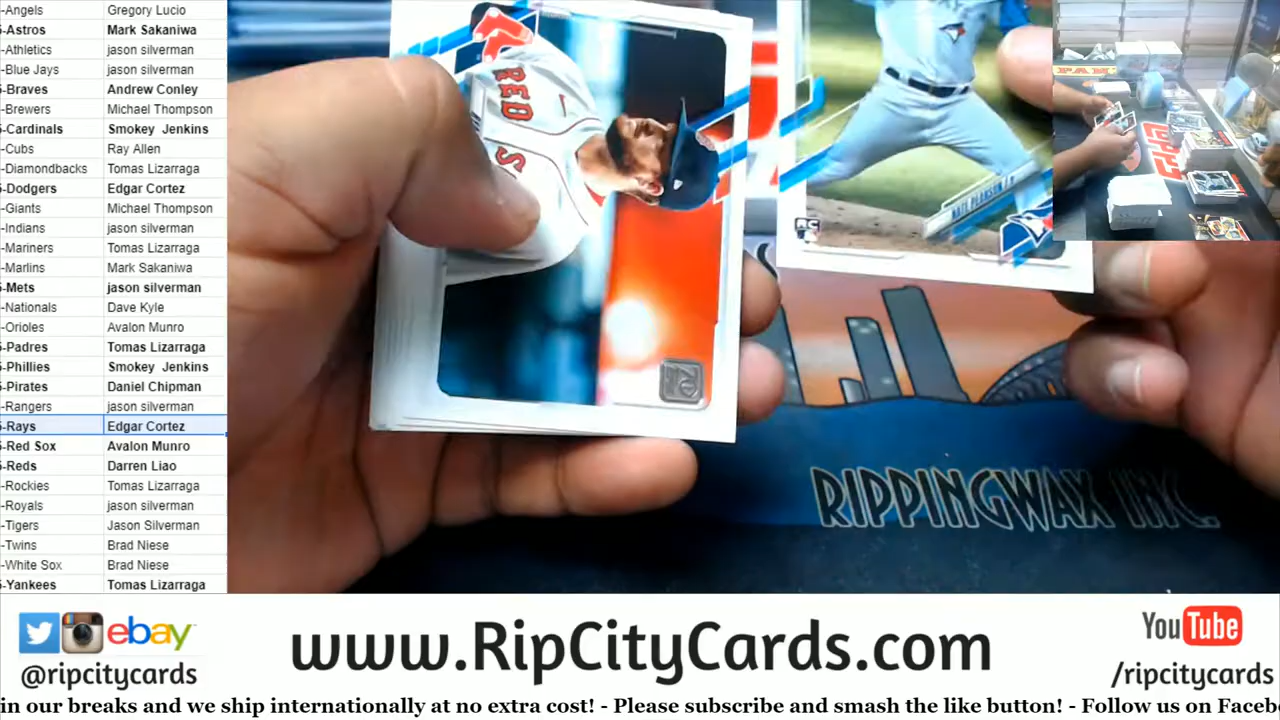 -Angels Gregory Lucio
-Astros Mark Sakaniwa
-Athletics jason silverman
-Blue Jays jason silverman
-Braves Andrew Conley
-Brewers Michael Thompson
-Cardinals Smokey Jenkins
-Cubs Ray Allen
-Diamondbacks Tomas Lizarraga
-Dodgers Edgar Cortez
-Giants Michael Thompson
-Indians jason silverman
-Mariners Tomas Lizarraga
-Marlins Mark Sakaniwa
-Mets jason silverman
-Nationals Dave Kyle
-Orioles Avalon Munro
-Padres Tomas Lizarraga
-Phillies Smokey Jenkins
-Pirates Daniel Chipman
-Rangers jason silverman
-Rays Edgar Cortez
-Red Sox Avalon Munro
-Reds Darren Liao
-Rockies Tomas Lizarraga
-Royals jason silverman
-Tigers Jason Silverman
-Twins Brad Niese
-White Sox Brad Niese
-Yankees Tomas Lizarraga
RED
S
RC
RIPPINGWAX INC.
ebay
@ripcitycards
www.RipCityCards.com
YouTube
/ripcitycards
in our breaks and we ship internationally at no extra cost! - Please subscribe and smash the like button! - Follow us on Faceb